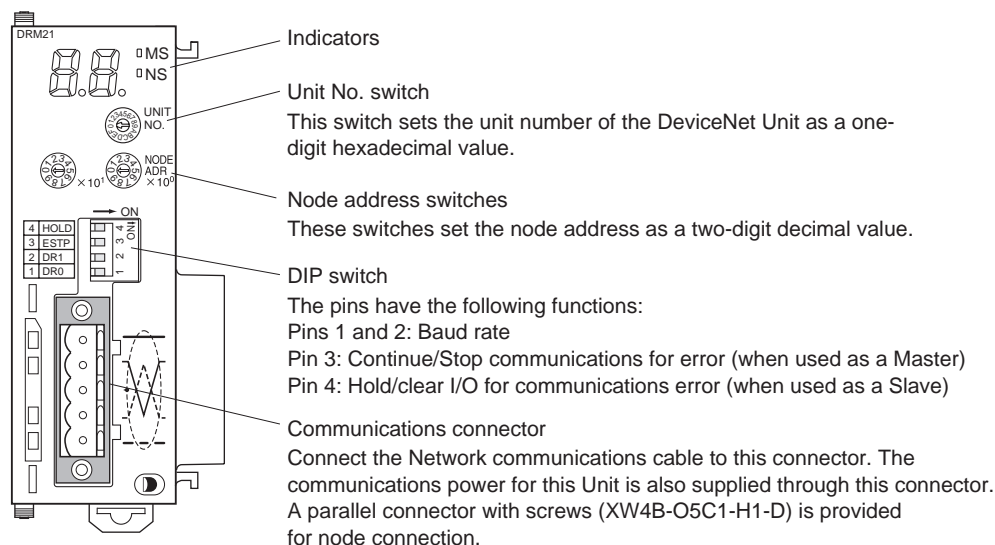 DRM21
MS
NS
Indicators
UNIT
NO.
Unit No. switch
This switch sets the unit number of the DeviceNet Unit as a one-
digit hexadecimal value.
NODE
ADR
×10¹
×10⁰
Node address switches
These switches set the node address as a two-digit decimal value.
→ ON
4 HOLD
3 ESTP
2 DR1
1 DR0
ON
1 2 3 4
DIP switch
The pins have the following functions:
Pins 1 and 2: Baud rate
Pin 3: Continue/Stop communications for error (when used as a Master)
Pin 4: Hold/clear I/O for communications error (when used as a Slave)
Communications connector
Connect the Network communications cable to this connector. The
communications power for this Unit is also supplied through this connector.
A parallel connector with screws (XW4B-O5C1-H1-D) is provided
for node connection.